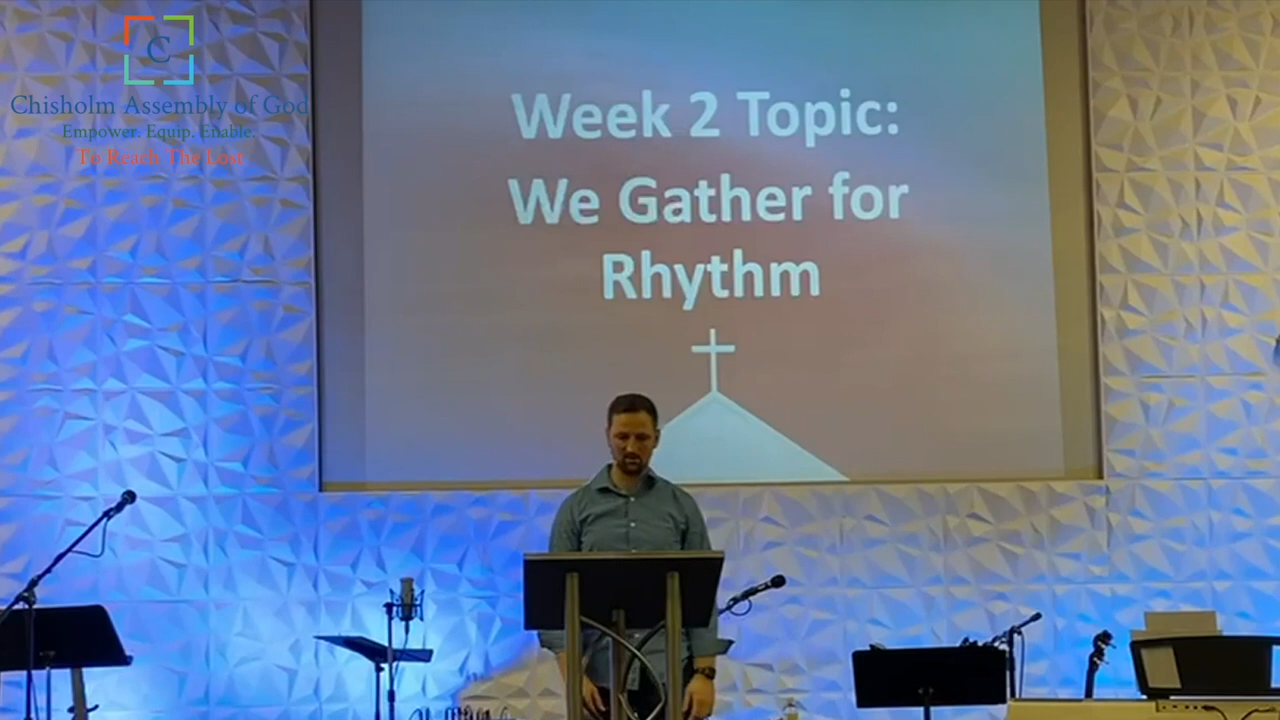 C
Chisholm Assembly of God
Empower. Equip. Enable.
To Reach The Lost
Week 2 Topic:
We Gather for
Rhythm